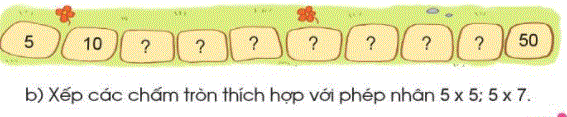 5 10 ? ? ? ? ? ? ? 50
b) Xếp các chấm tròn thích hợp với phép nhân 5 x 5; 5 x 7.